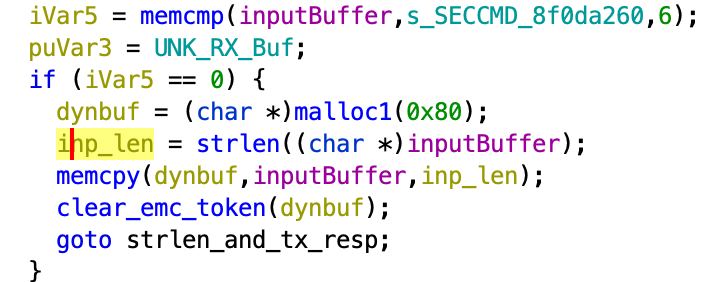 iVar5 = memcmp(inputBuffer,s_SECCMD_8f0da260,6);
puVar3 = UNK_RX_Buf;
if (iVar5 == 0) {
dynbuf = (char *)malloc1(0x80);
inp_len = strlen((char *)inputBuffer);
memcpy(dynbuf,inputBuffer,inp_len);
clear_emc_token(dynbuf);
goto strlen_and_tx_resp;
}